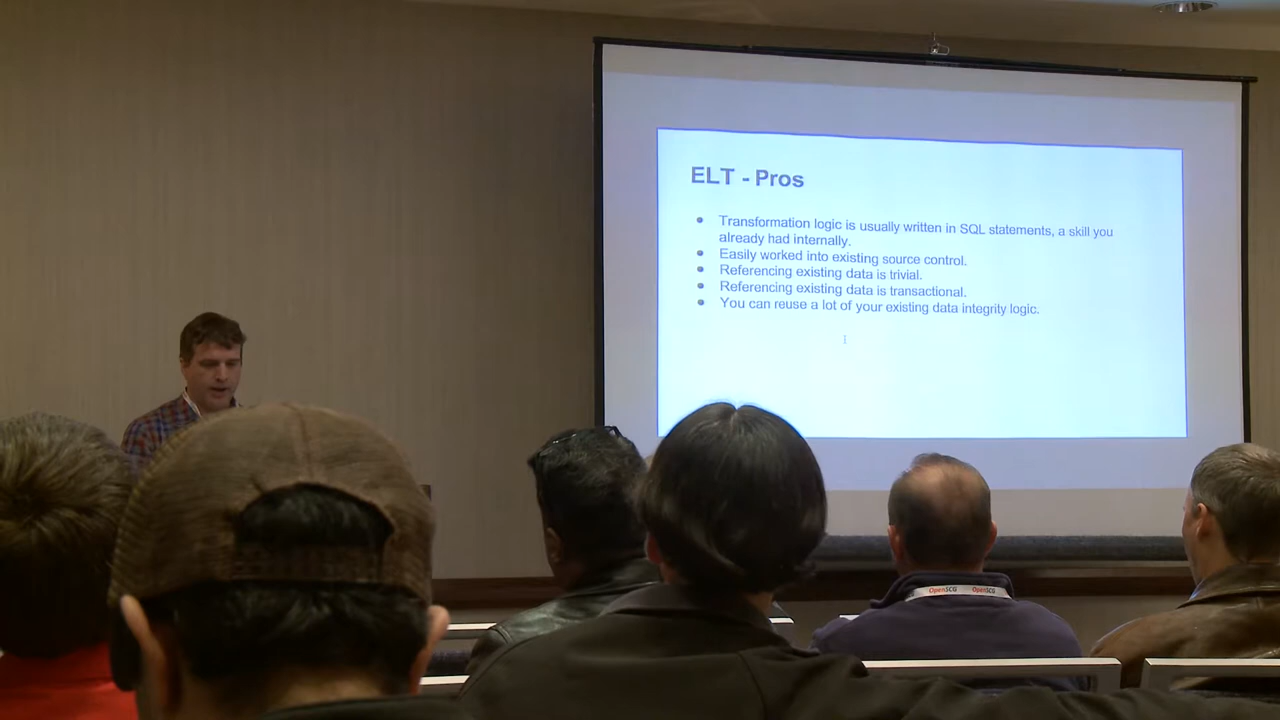 ELT - Pros
Transformation logic is usually written in SQL statements, a skill you
already had internally.
Easily worked into existing source control.
Referencing existing data is trivial.
Referencing existing data is transactional.
You can reuse a lot of your existing data integrity logic.
OpenSCG OpenSCG